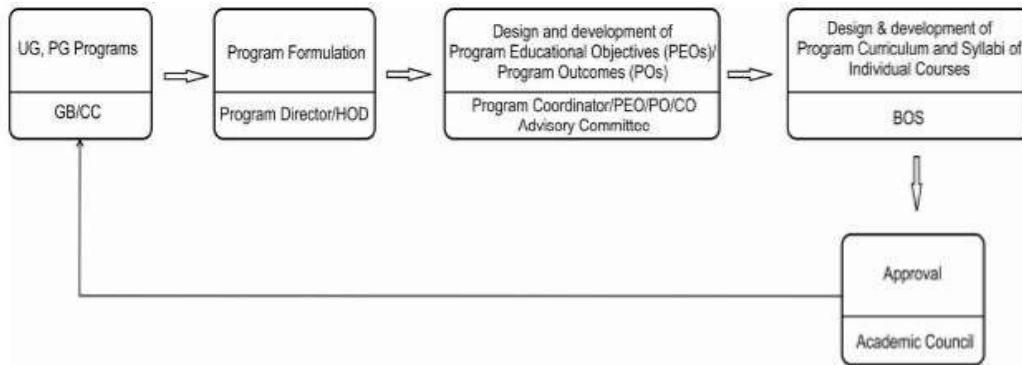 UG, PG Programs
GB/CC
Program Formulation
Program Director/HOD
Design and development of
Program Educational Objectives (PEOs)/
Program Outcomes (POs)
Program Coordinator/PEO/PO/CO
Advisory Committee
Design & development of
Program Curriculum and Syllabi of
Individual Courses
BOS
Approval
Academic Council